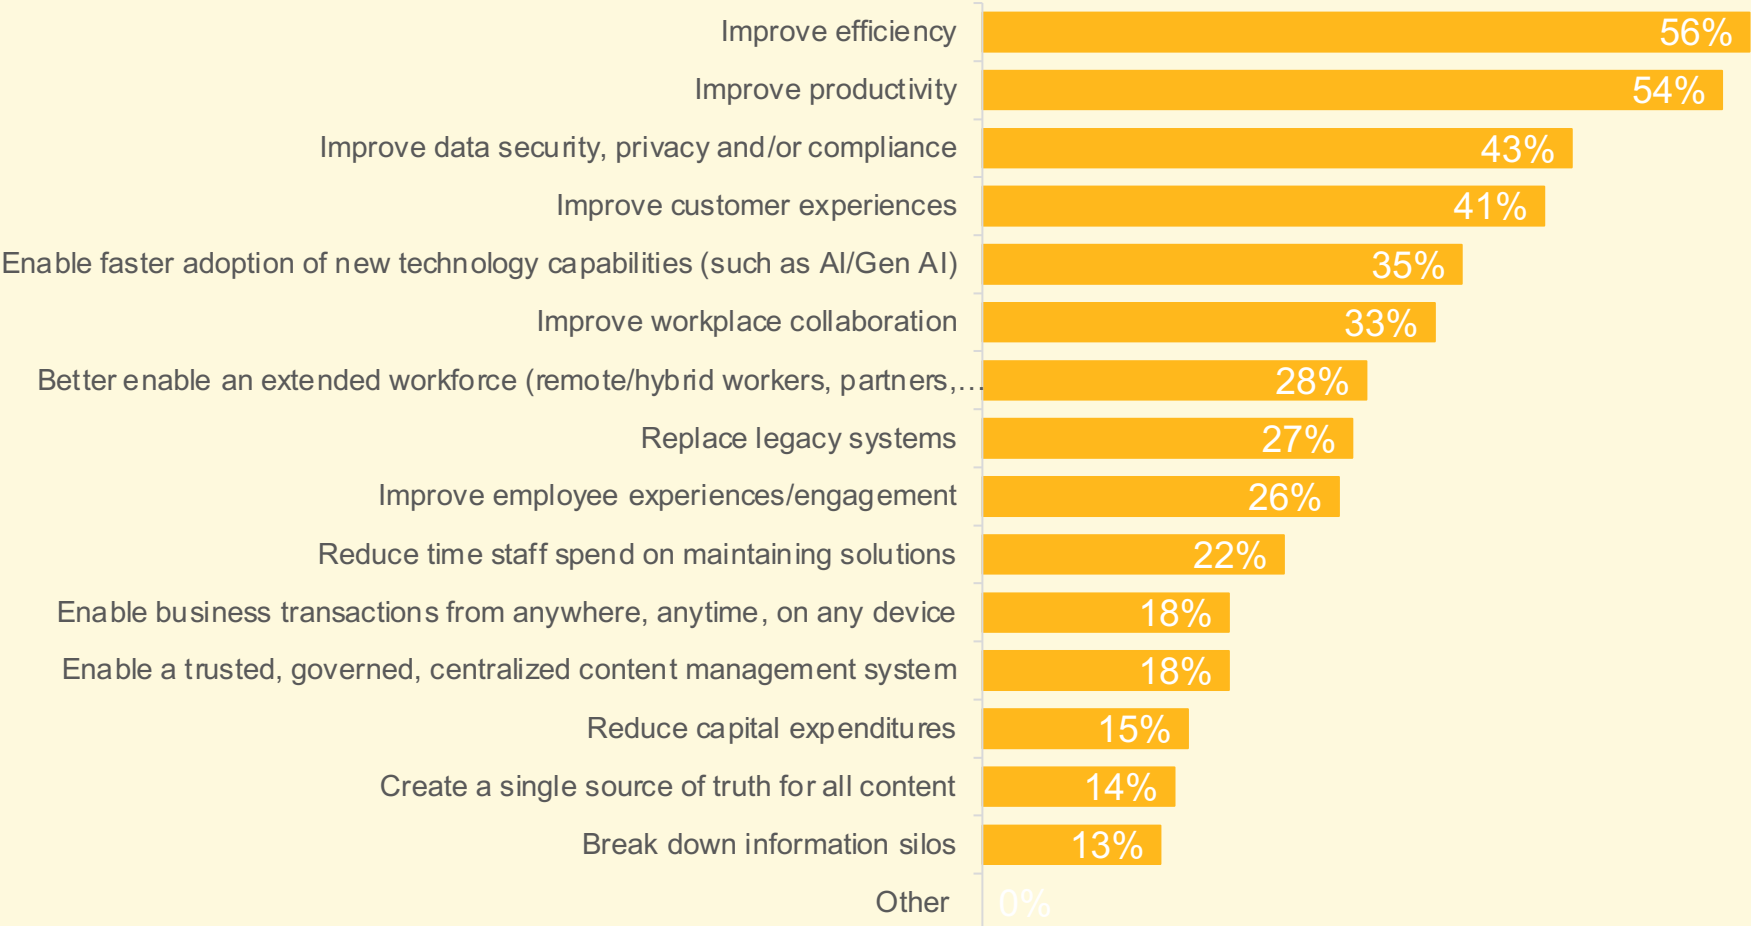 Improve efficiency 56%
Improve productivity 54%
Improve data security, privacy and/or compliance 43%
Improve customer experiences 41%
Enable faster adoption of new technology capabilities (such as AI/Gen AI) 35%
Improve workplace collaboration 33%
Better enable an extended workforce (remote/hybrid workers, partners,… 28%
Replace legacy systems 27%
Improve employee experiences/engagement 26%
Reduce time staff spend on maintaining solutions 22%
Enable business transactions from anywhere, anytime, on any device 18%
Enable a trusted, governed, centralized content management system 18%
Reduce capital expenditures 15%
Create a single source of truth for all content 14%
Break down information silos 13%
Other 0%